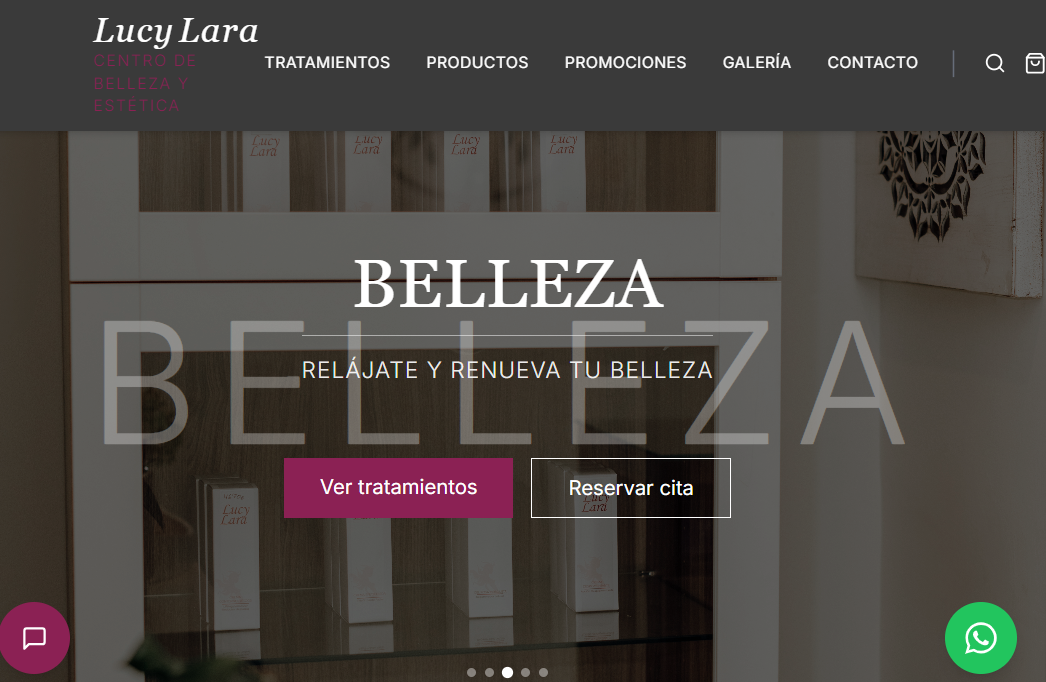 Lucy Lara
CENTRO DE
BELLEZA Y
ESTÉTICA
TRATAMIENTOS
PRODUCTOS
PROMOCIONES
GALERÍA
CONTACTO
Lucy
Lara
Lucy
Lara
Lucy
Lara
Lucy
Lara
BELLEZA
BELLEZA
RELÁJATE Y RENUEVA TU BELLEZA
Ver tratamientos
Reservar cita
Lucy
Lara
Lara